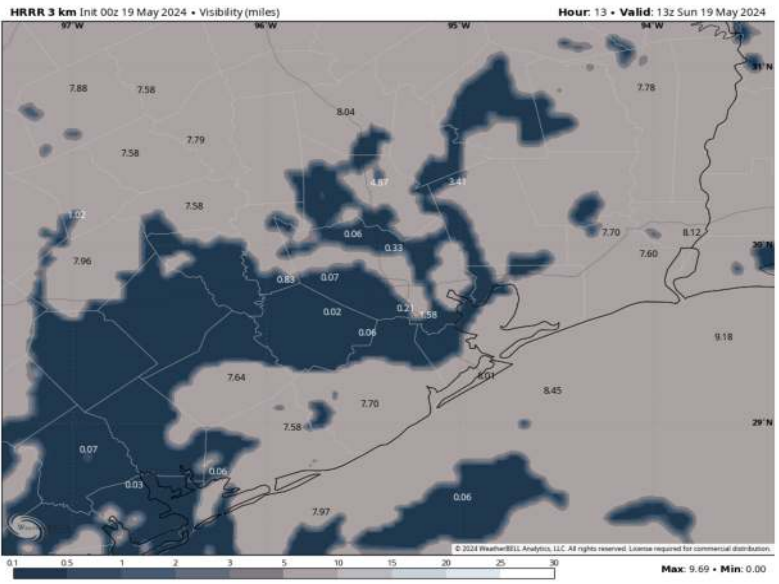 HRRR 3 km Init 00z 19 May 2024 • Visibility (miles)
Hour: 13 • Valid: 13z Sun 19 May 2024
97°W 96°W 95°W 94°W
31°N
7.88 7.58 7.78
8.04
7.79
7.58
4.87 3.41
7.58
1.02
0.06 7.70 8.12
30°N
0.33
7.96 7.60
0.83 0.07
0.02 0.21 1.58
0.06
9.18
7.64 8.01
8.45
7.70
7.58 29°N
0.07
0.06
0.03
0.06
7.97
© 2024 WeatherBELL Analytics, LLC. All rights reserved. License required for commercial distribution.
0.1 0.5 1 2 3 5 10 15 20 25 30
Max: 9.69 • Min: 0.00